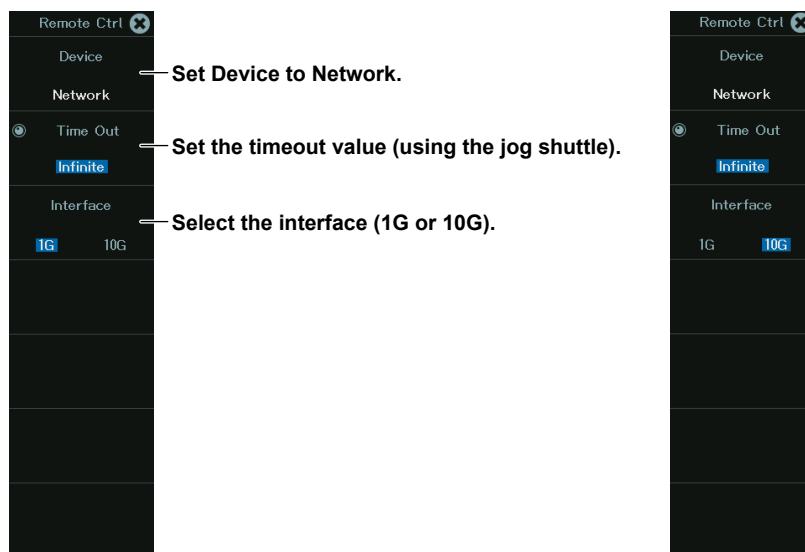 Remote Ctrl
Device
Set Device to Network.
Network
Time Out
Set the timeout value (using the jog shuttle).
Infinite
Interface
Select the interface (1G or 10G).
1G 10G
Remote Ctrl
Device
Network
Time Out
Infinite
Interface
1G 10G